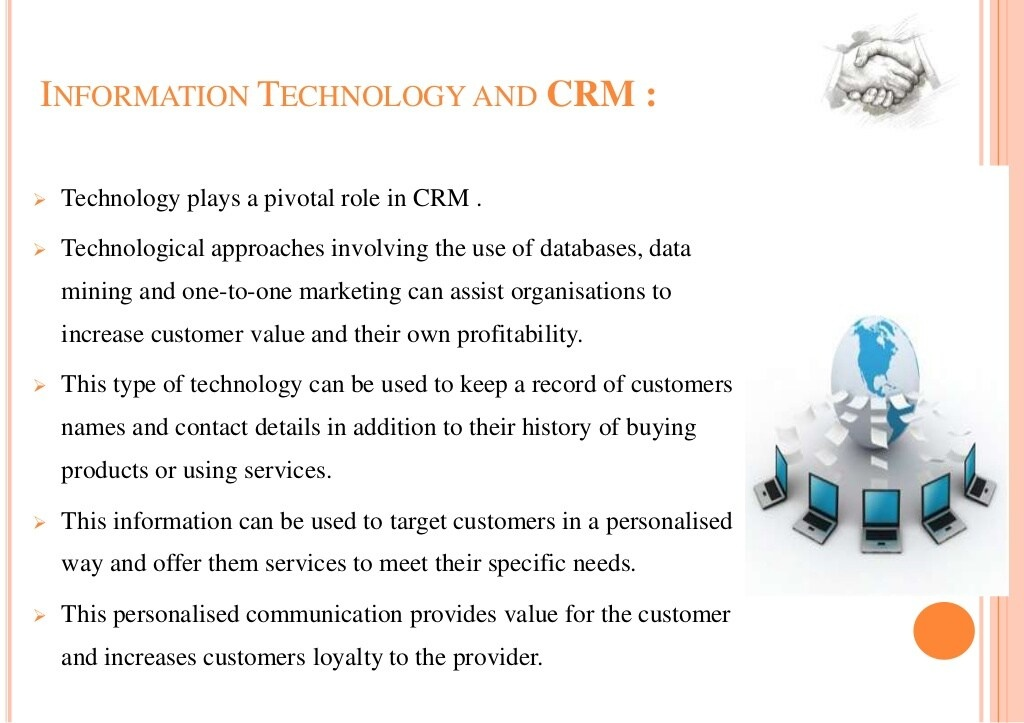 INFORMATION TECHNOLOGY AND CRM :
Technology plays a pivotal role in CRM .
Technological approaches involving the use of databases, data
mining and one-to-one marketing can assist organisations to
increase customer value and their own profitability.
This type of technology can be used to keep a record of customers
names and contact details in addition to their history of buying
products or using services.
This information can be used to target customers in a personalised
way and offer them services to meet their specific needs.
This personalised communication provides value for the customer
and increases customers loyalty to the provider.